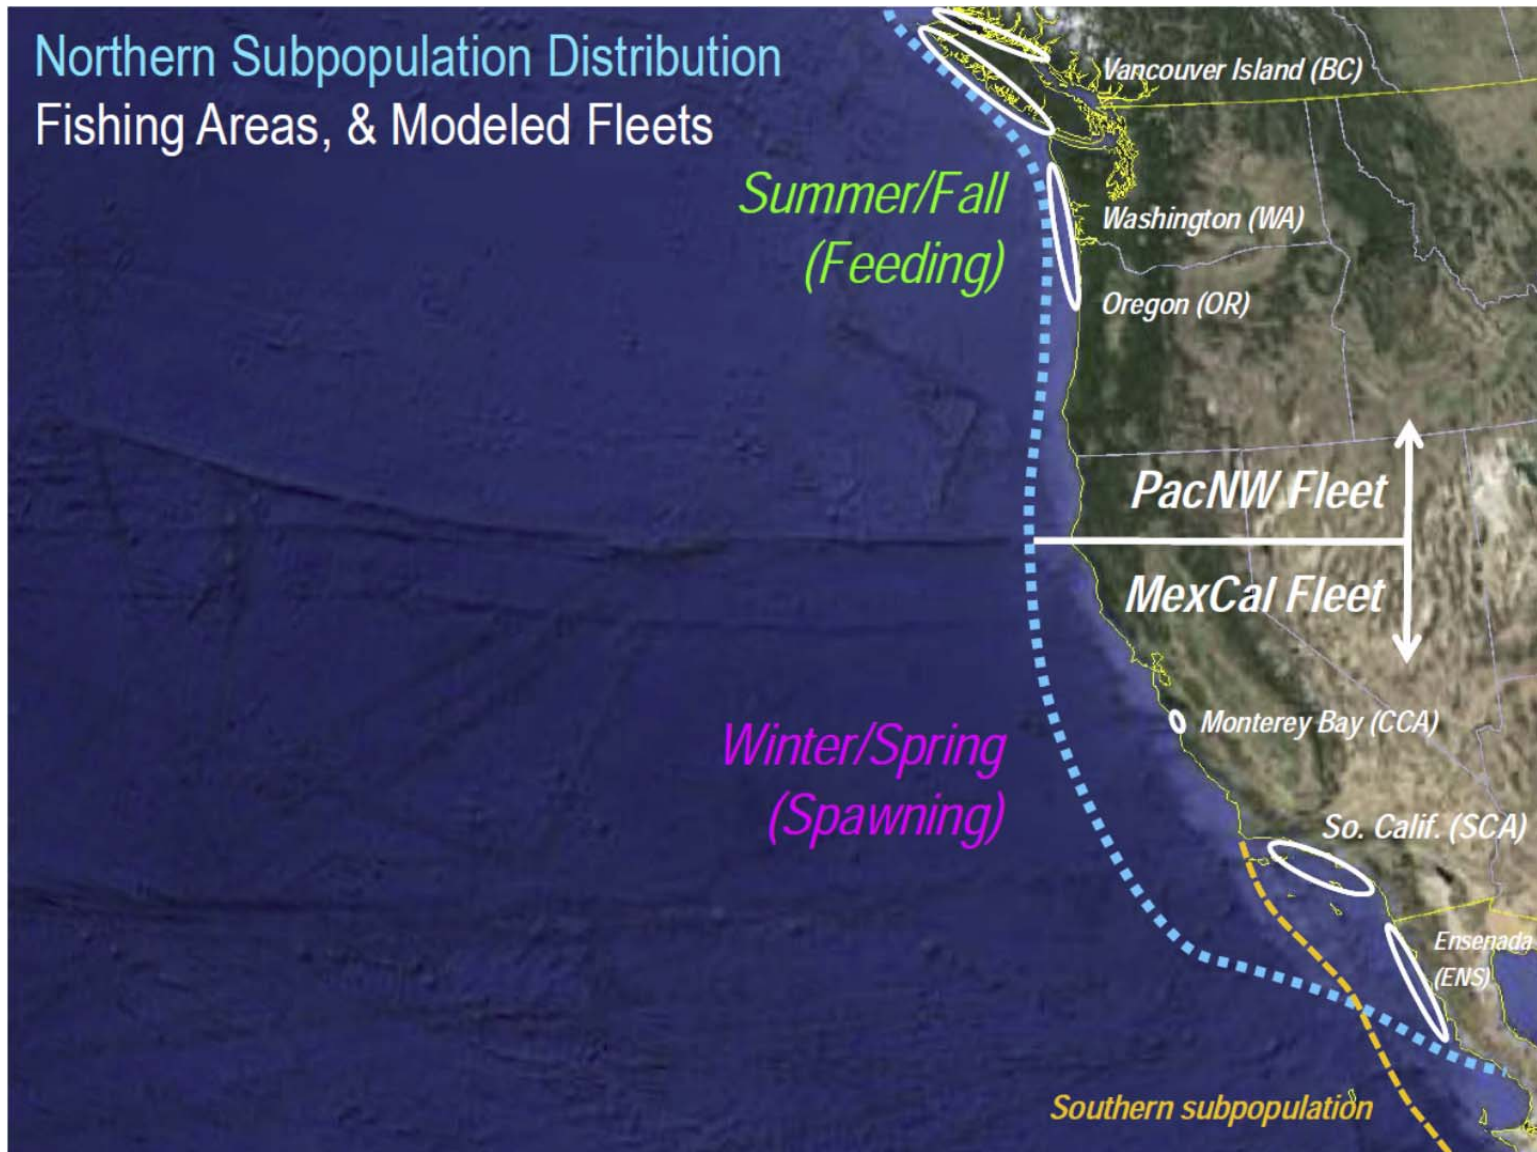 Northern Subpopulation Distribution
Fishing Areas, & Modeled Fleets
Vancouver Island (BC)
Summer/Fall
(Feeding)
Washington (WA)
Oregon (OR)
PacNW Fleet
MexCal Fleet
Monterey Bay (CCA)
Winter/Spring
(Spawning)
So. Calif. (SCA)
Ensenada
(ENS)
Southern subpopulation